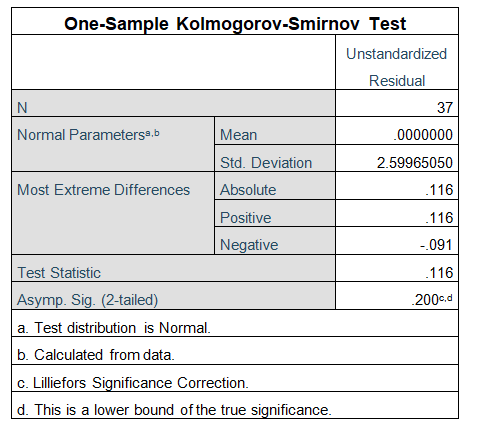 One-Sample Kolmogorov-Smirnov Test
Unstandardized
Residual
N 37
Normal Parametersᵃ,ᵇ Mean .0000000
Std. Deviation 2.59965050
Most Extreme Differences Absolute .116
Positive .116
Negative -.091
Test Statistic .116
Asymp. Sig. (2-tailed) .200ᶜ,ᵈ
a. Test distribution is Normal.
b. Calculated from data.
c. Lilliefors Significance Correction.
d. This is a lower bound of the true significance.